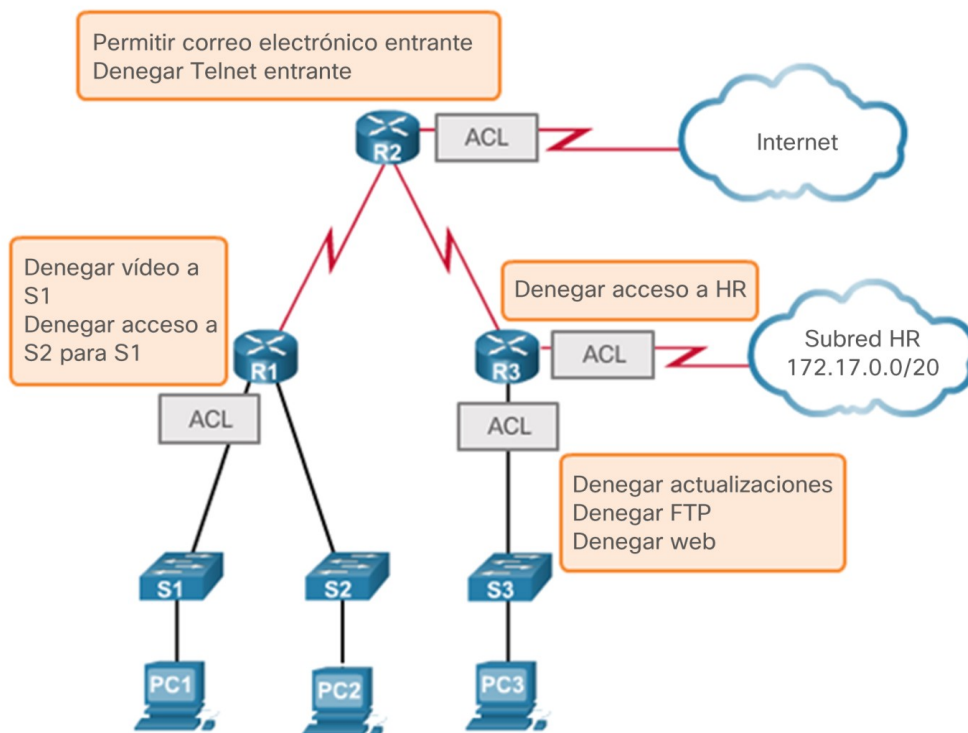 Permitir correo electrónico entrante
Denegar Telnet entrante
R2
ACL
Internet
Denegar vídeo a
S1
Denegar acceso a
S2 para S1
Denegar acceso a HR
R1
R3
ACL
Subred HR
172.17.0.0/20
ACL
ACL
Denegar actualizaciones
Denegar FTP
Denegar web
S1
S2
S3
PC1
PC2
PC3